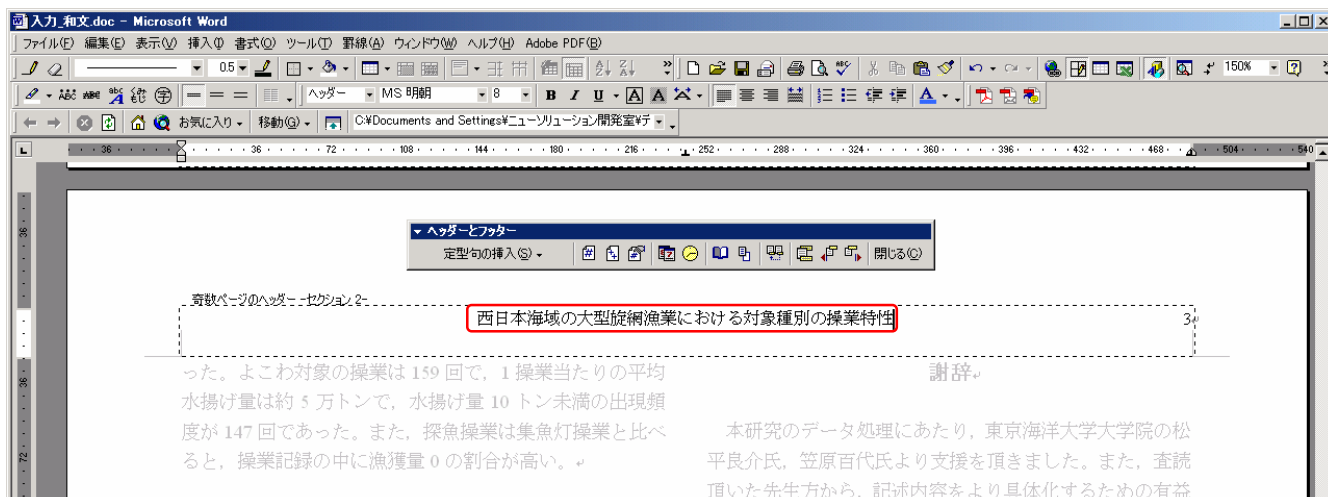 入力_和文.doc - Microsoft Word
ファイル(F) 編集(E) 表示(V) 挿入(I) 書式(O) ツール(T) 罫線(A) ウィンドウ(W) ヘルプ(H) Adobe PDF(B)
0.5 150%
ヘッダー MS 明朝 8 B I U A A A
お気に入り 移動(G) C:¥Documents and Settings¥ニューソリューション開発室¥デ
36 36 72 108 144 180 216 252 288 324 360 396 432 468 504 540
ヘッダーとフッター
定型句の挿入(S) 閉じる(C)
奇数ページのヘッダー -セクション 2-
西日本海域の大型旋網漁業における対象種別の操業特性 3
った。よこわ対象の操業は 159 回で，1 操業当たりの平均
水揚げ量は約 5 万トンで，水揚げ量 10 トン未満の出現頻
度が 147 回であった。また，探魚操業は集魚灯操業と比べ
ると，操業記録の中に漁獲量 0 の割合が高い。
謝辞
本研究のデータ処理にあたり，東京海洋大学大学院の松
平良介氏，笠原百代氏より支援を頂きました。また，査読
頂いた先生方から，記述内容をより具体化するための有益
36
36
72